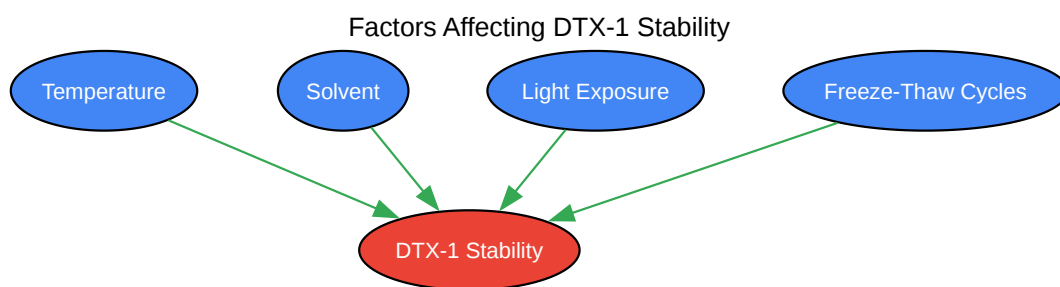 Factors Affecting DTX-1 Stability
Temperature
Solvent
Light Exposure
Freeze-Thaw Cycles
DTX-1 Stability